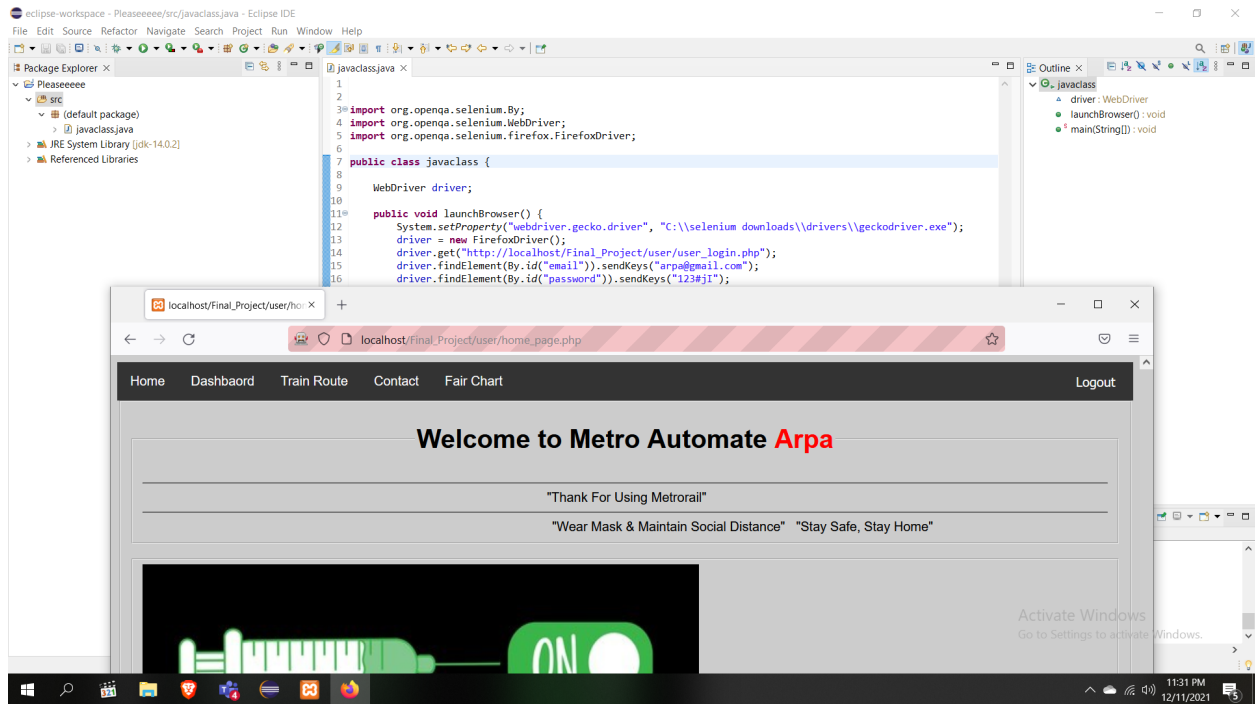 eclipse-workspace - Pleaseeeee/src/javaclass.java - Eclipse IDE
File Edit Source Refactor Navigate Search Project Run Window Help
Package Explorer
Pleaseeeee
src
(default package)
javaclass.java
JRE System Library [jdk-14.0.2]
Referenced Libraries
javaclass.java
1
2
3 import org.openqa.selenium.By;
4 import org.openqa.selenium.WebDriver;
5 import org.openqa.selenium.firefox.FirefoxDriver;
6
7 public class javaclass {
8
9 WebDriver driver;
10
11 public void launchBrowser() {
12 System.setProperty("webdriver.gecko.driver", "C:\\selenium downloads\\drivers\\geckodriver.exe");
13 driver = new FirefoxDriver();
14 driver.get("http://localhost/Final_Project/user/user_login.php");
15 driver.findElement(By.id("email")).sendKeys("arpa@gmail.com");
16 driver.findElement(By.id("password")).sendKeys("123#jI");
Outline
javaclass
driver : WebDriver
launchBrowser() : void
main(String[]) : void
localhost/Final_Project/user/ho
localhost/Final_Project/user/home_page.php
Home Dashbaord Train Route Contact Fair Chart Logout
Welcome to Metro Automate Arpa
"Thank For Using Metrorail"
"Wear Mask & Maintain Social Distance" "Stay Safe, Stay Home"
ON
Activate Windows
Go to Settings to activate Windows.
321
4
11:31 PM
12/11/2021
5